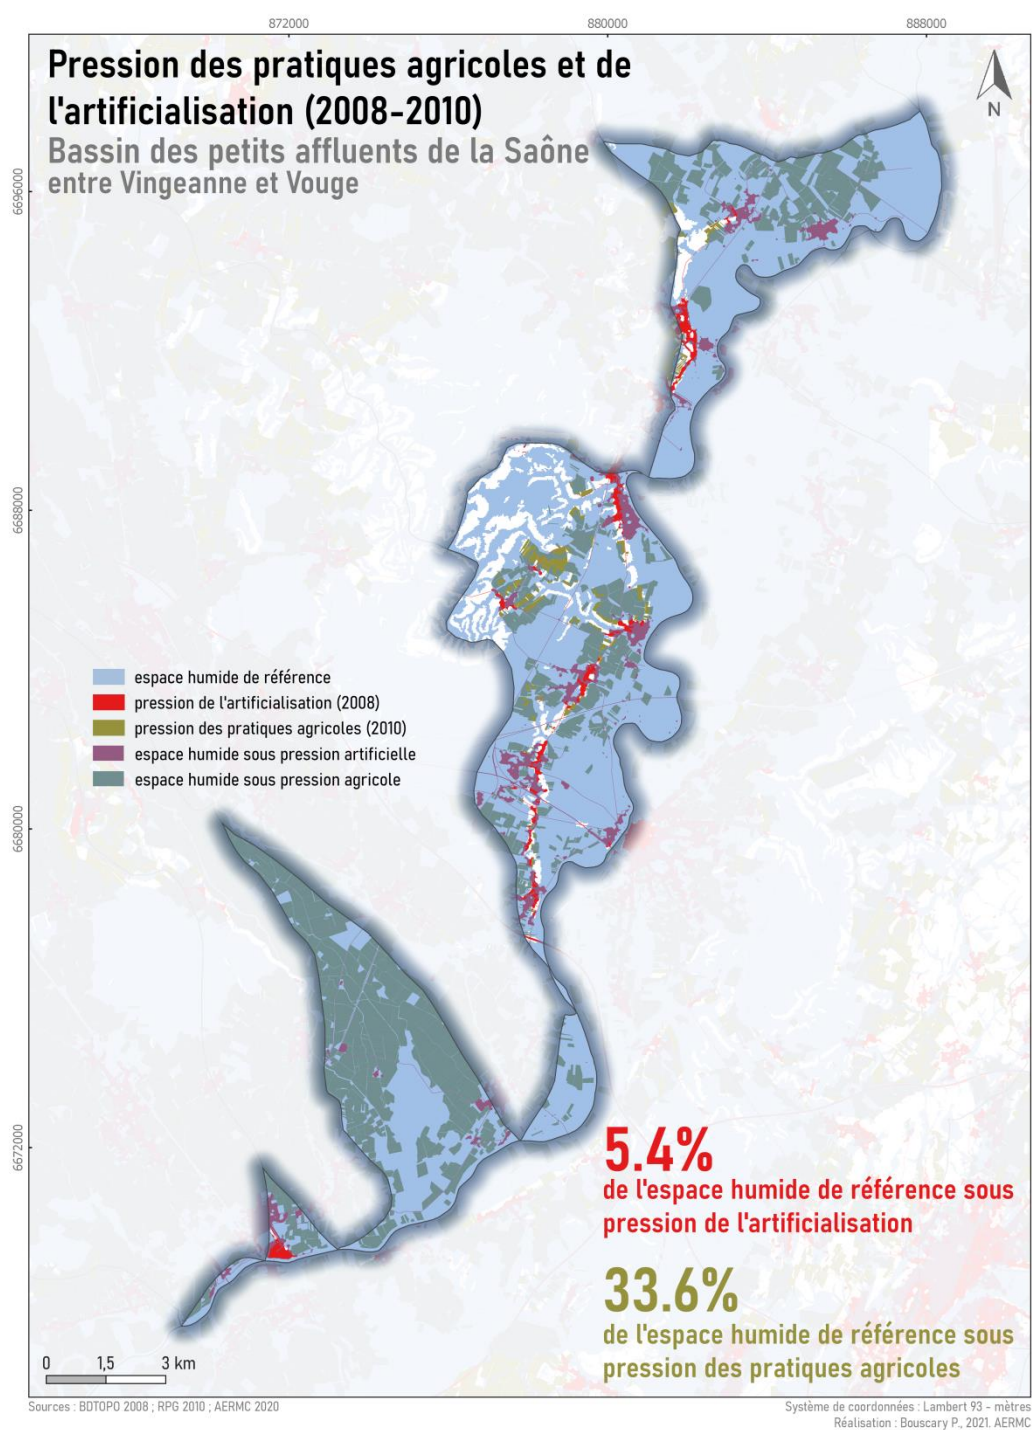 872000
880000
888000
Pression des pratiques agricoles et de
l'artificialisation (2008-2010)
Bassin des petits affluents de la Saône
entre Vingeanne et Vouge
N
6696000
6688000
6680000
6672000
espace humide de référence
pression de l'artificialisation (2008)
pression des pratiques agricoles (2010)
espace humide sous pression artificielle
espace humide sous pression agricole
5.4%
de l'espace humide de référence sous
pression de l'artificialisation
33.6%
de l'espace humide de référence sous
pression des pratiques agricoles
0 1,5 3 km
Sources : BDTOPO 2008 ; RPG 2010 ; AERMC 2020
Système de coordonnées : Lambert 93 - mètres
Réalisation : Bouscary P., 2021. AERMC